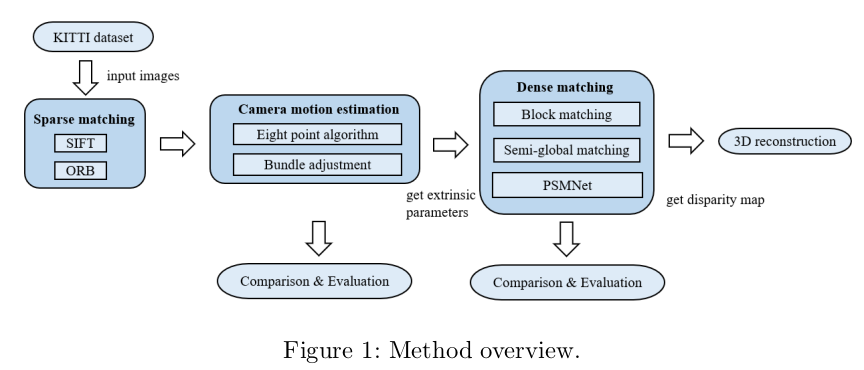 KITTI dataset
input images
Sparse matching
SIFT
ORB
Camera motion estimation
Eight point algorithm
Bundle adjustment
get extrinsic
parameters
Comparison & Evaluation
Dense matching
Block matching
Semi-global matching
PSMNet
get disparity map
Comparison & Evaluation
3D reconstruction
Figure 1: Method overview.